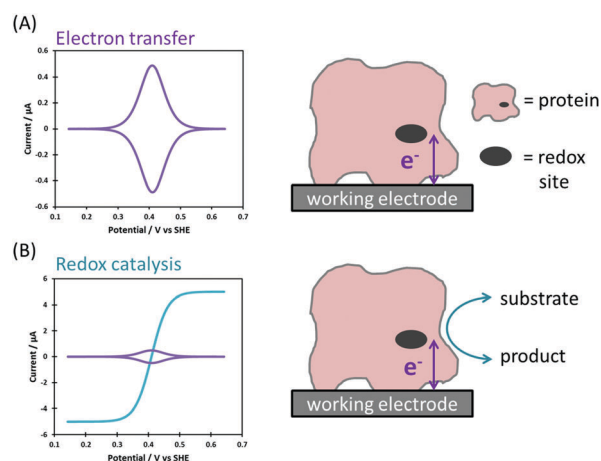 (A)
Electron transfer
0.6
0.4
0.2
0
-0.2
-0.4
-0.6
Current / µA
0.1 0.2 0.3 0.4 0.5 0.6 0.7
Potential / V vs SHE
e-
working electrode
= protein
= redox
site
(B)
Redox catalysis
6
4
2
0
-2
-4
-6
Current / µA
0.1 0.2 0.3 0.4 0.5 0.6 0.7
Potential / V vs SHE
e-
working electrode
substrate
product